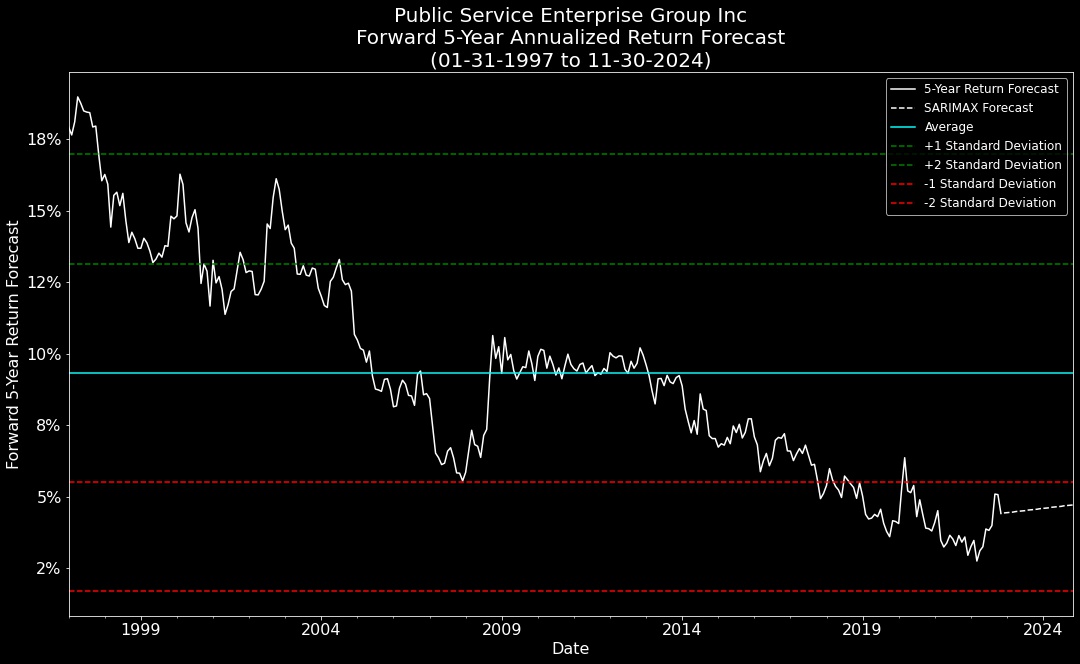 Public Service Enterprise Group Inc
Forward 5-Year Annualized Return Forecast
(01-31-1997 to 11-30-2024)
5-Year Return Forecast
SARIMAX Forecast
Average
+1 Standard Deviation
+2 Standard Deviation
-1 Standard Deviation
-2 Standard Deviation
Forward 5-Year Return Forecast
18%
15%
12%
10%
8%
5%
2%
1999 2004 2009 2014 2019 2024
Date